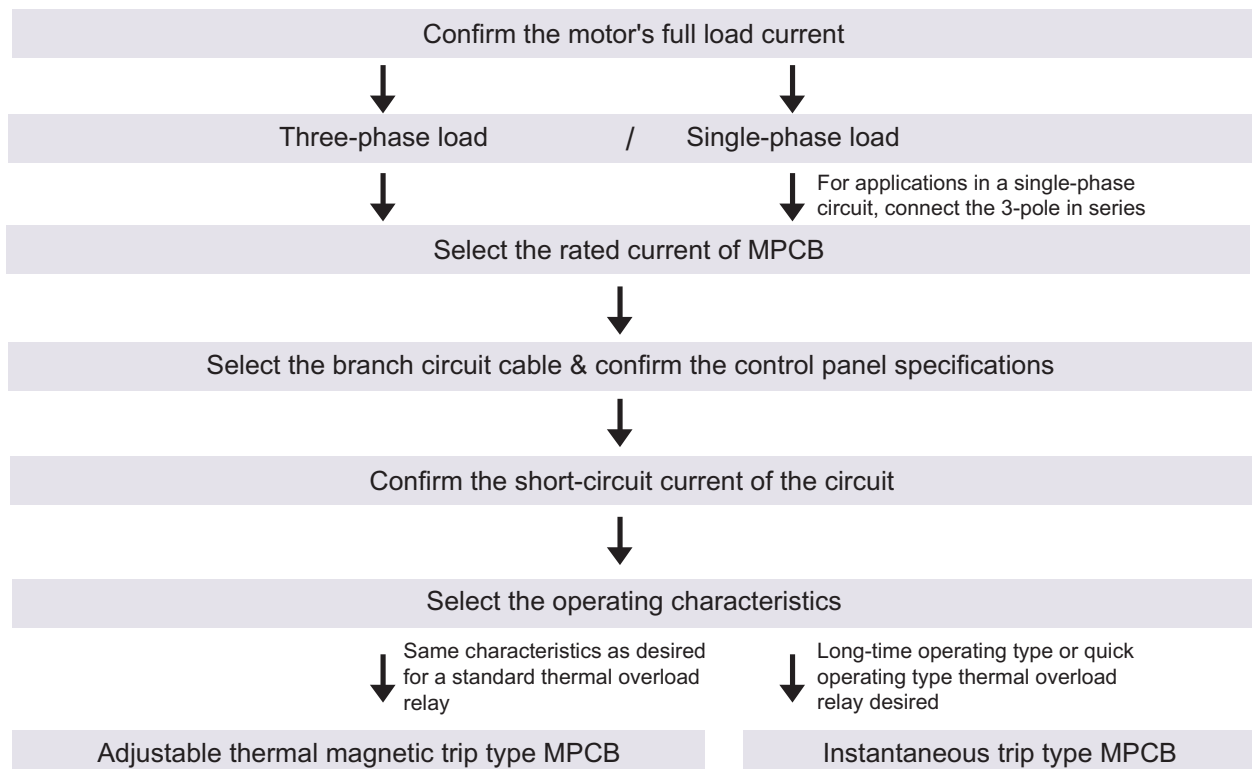 Confirm the motor's full load current
Three-phase load / Single-phase load
For applications in a single-phase
circuit, connect the 3-pole in series
Select the rated current of MPCB
Select the branch circuit cable & confirm the control panel specifications
Confirm the short-circuit current of the circuit
Select the operating characteristics
Same characteristics as desired
for a standard thermal overload
relay
Long-time operating type or quick
operating type thermal overload
relay desired
Adjustable thermal magnetic trip type MPCB
Instantaneous trip type MPCB